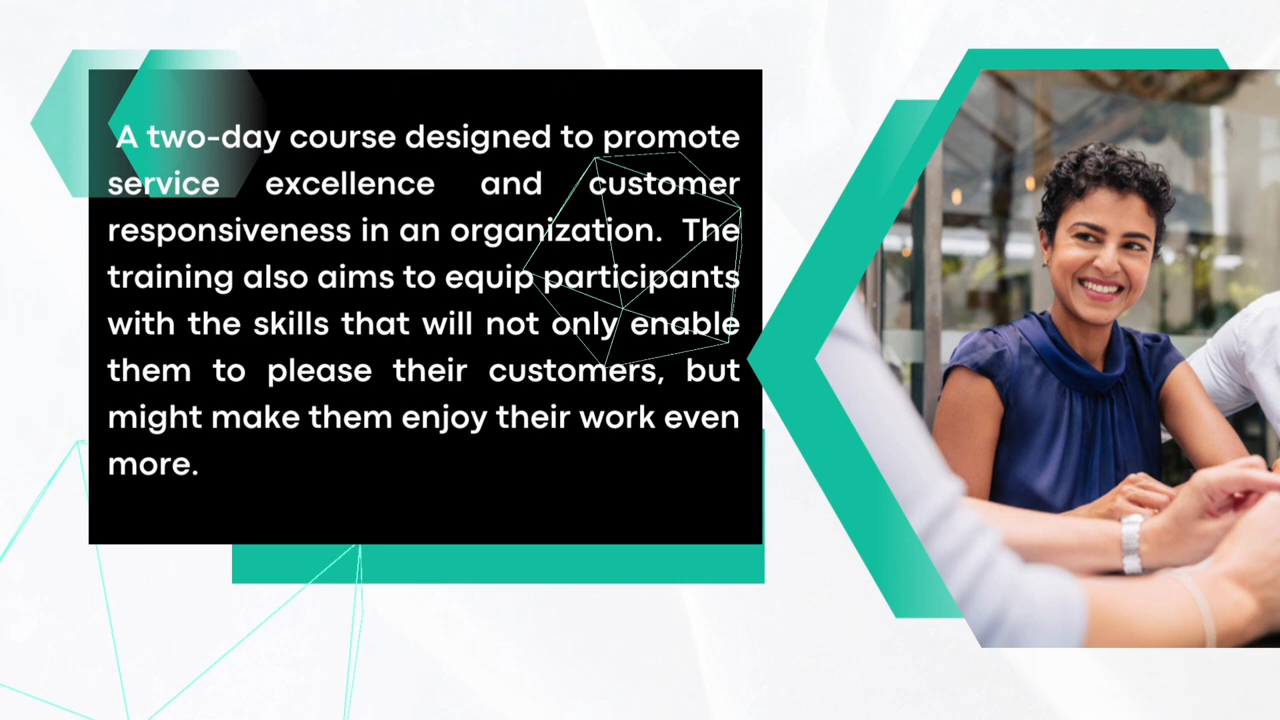 A two-day course designed to promote
service excellence and customer
responsiveness in an organization. The
training also aims to equip participants
with the skills that will not only enable
them to please their customers, but
might make them enjoy their work even
more.